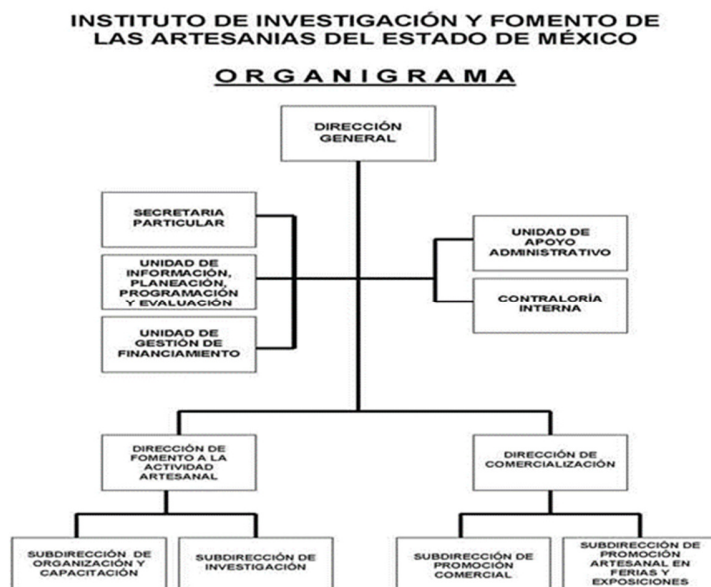 INSTITUTO DE INVESTIGACIÓN Y FOMENTO DE
LAS ARTESANIAS DEL ESTADO DE MÉXICO
ORGANIGRAMA
DIRECCIÓN
GENERAL
SECRETARIA
PARTICULAR
UNIDAD DE
INFORMACIÓN,
PLANEACIÓN,
PROGRAMACIÓN
Y EVALUACIÓN
UNIDAD DE
GESTIÓN DE
FINANCIAMIENTO
UNIDAD DE
APOYO
ADMINISTRATIVO
CONTRALORÍA
INTERNA
DIRECCIÓN DE
FOMENTO A LA
ACTIVIDAD
ARTESANAL
DIRECCIÓN DE
COMERCIALIZACIÓN
SUBDIRECCIÓN DE
ORGANIZACIÓN Y
CAPACITACIÓN
SUBDIRECCIÓN DE
INVESTIGACIÓN
SUBDIRECCIÓN DE
PROMOCIÓN
COMERCIAL
SUBDIRECCIÓN DE
PROMOCIÓN
ARTESANAL EN
FERIAS Y
EXPOSICIONES